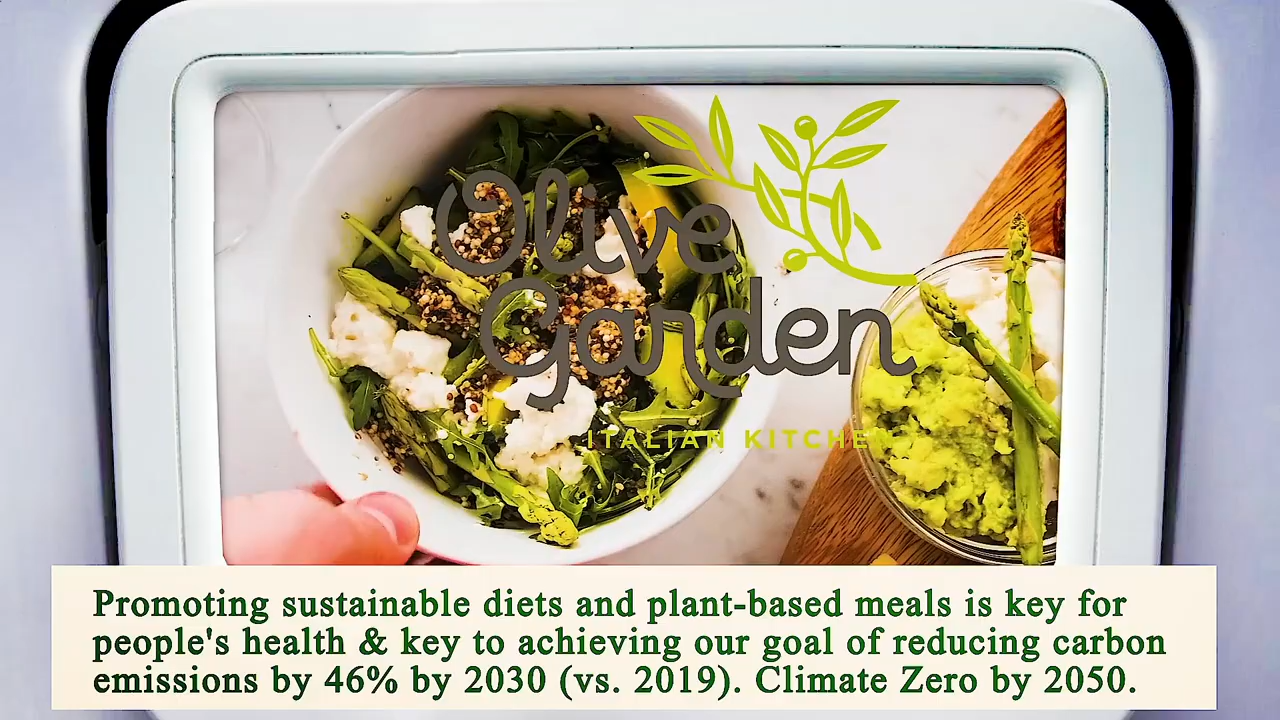 Olive
Garden
ITALIAN KITCHEN
Promoting sustainable diets and plant-based meals is key for
people's health & key to achieving our goal of reducing carbon
emissions by 46% by 2030 (vs. 2019). Climate Zero by 2050.